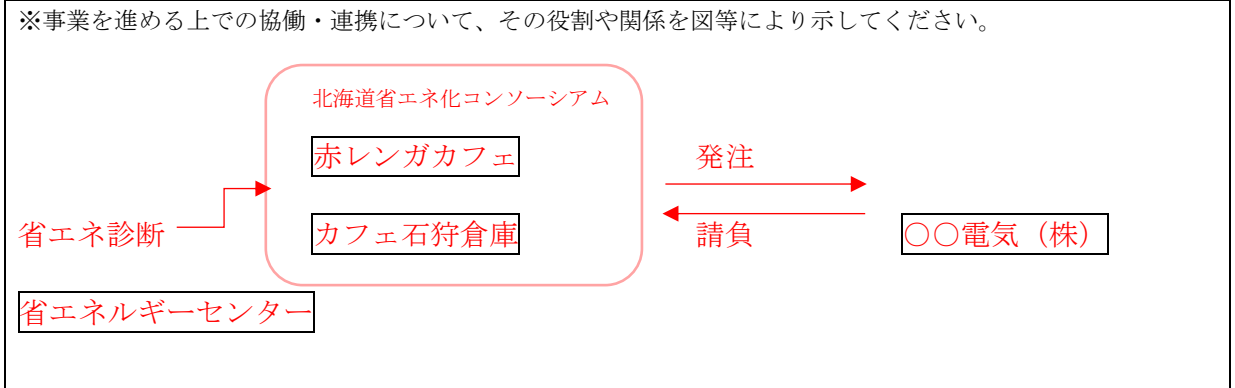 ※事業を進める上での協働・連携について、その役割や関係を図等により示してください。
北海道省エネ化コンソーシアム
赤レンガカフェ
発注
省エネ診断
カフェ石狩倉庫
請負
〇〇電気（株）
省エネルギーセンター